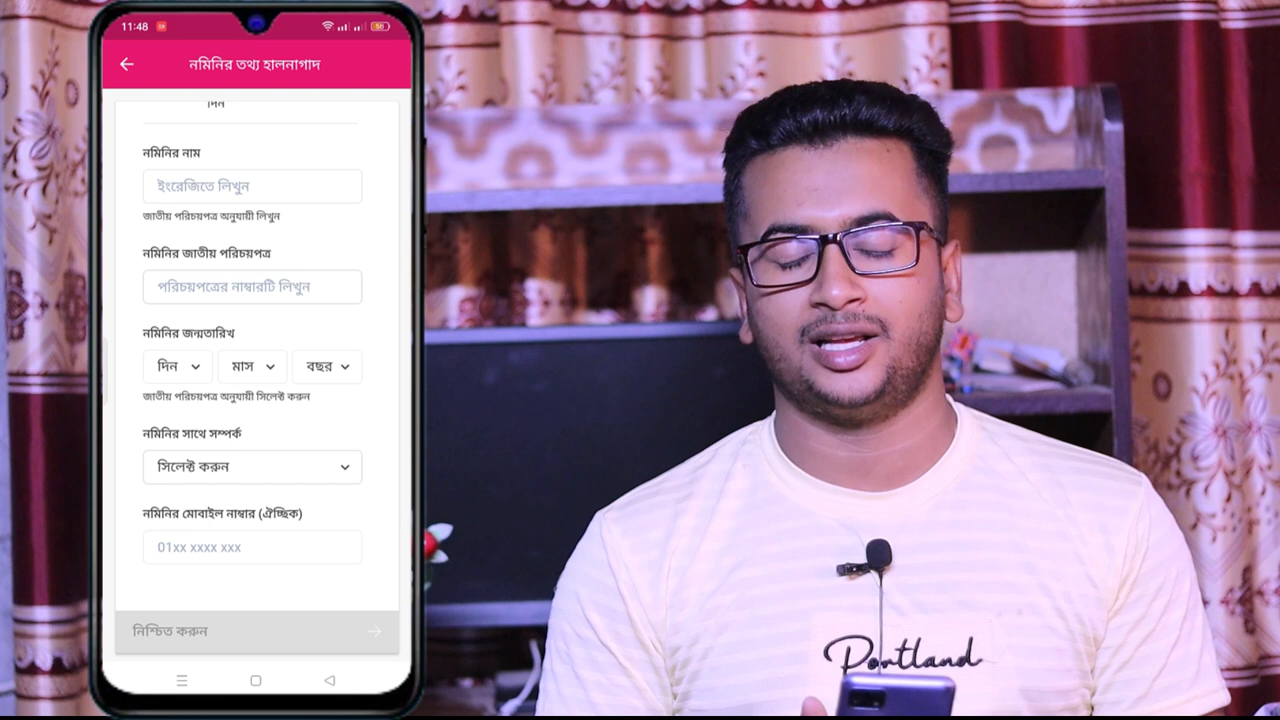 11:48
58
নমিনির তথ্য হালনাগাদ
দিন
নমিনির নাম
ইংরেজিতে লিখুন
জাতীয় পরিচয়পত্র অনুযায়ী লিখুন
নমিনির জাতীয় পরিচয়পত্র
পরিচয়পত্রের নাম্বারটি লিখুন
নমিনির জন্মতারিখ
দিন মাস বছর
জাতীয় পরিচয়পত্র অনুযায়ী সিলেক্ট করুন
নমিনির সাথে সম্পর্ক
সিলেক্ট করুন
নমিনির মোবাইল নাম্বার (ঐচ্ছিক)
01xx xxxx xxx
নিশ্চিত করুন
Portland